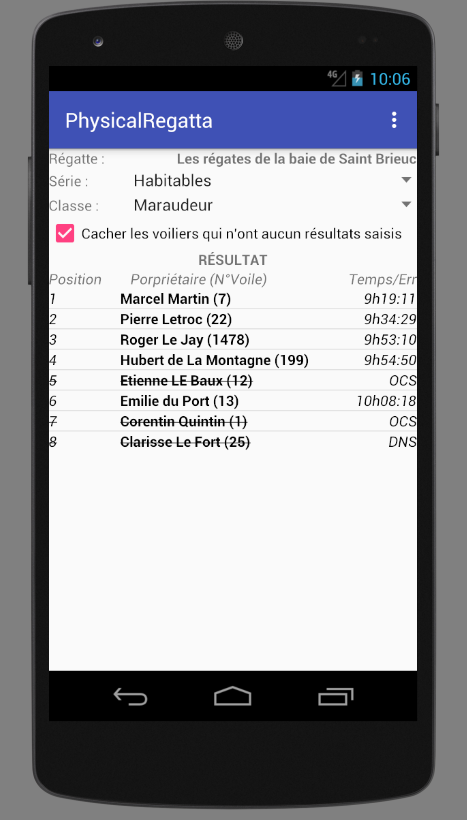 4G 10:06
PhysicalRegatta
Régatte : Les régates de la baie de Saint Brieuc
Série : Habitables
Classe : Maraudeur
Cacher les voiliers qui n'ont aucun résultats saisis
RÉSULTAT
Position Porpriétaire (N°Voile) Temps/Err
1 Marcel Martin (7) 9h19:11
2 Pierre Letroc (22) 9h34:29
3 Roger Le Jay (1478) 9h53:10
4 Hubert de La Montagne (199) 9h54:50
5 Etienne LE Baux (12) OCS
6 Emilie du Port (13) 10h08:18
7 Corentin Quintin (1) OCS
8 Clarisse Le Fort (25) DNS